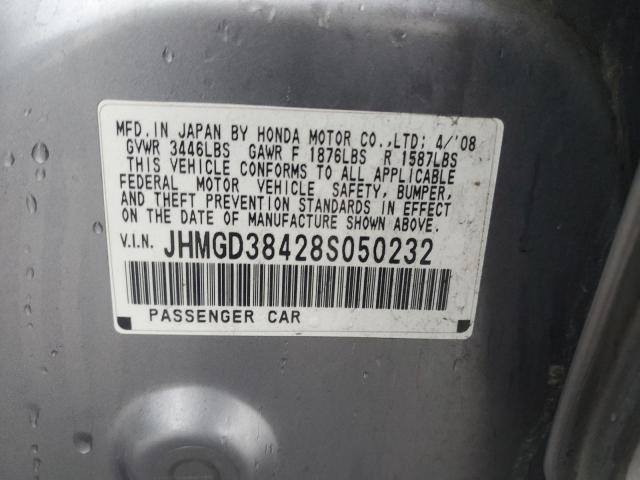 MFD. IN JAPAN BY HONDA MOTOR CO., LTD; 4/'08
GVWR 3446LBS GAWR F 1876LBS R 1587LBS
THIS VEHICLE CONFORMS TO ALL APPLICABLE
FEDERAL MOTOR VEHICLE SAFETY, BUMPER,
AND THEFT PREVENTION STANDARDS IN EFFECT
ON THE DATE OF MANUFACTURE SHOWN ABOVE.
V.I.N. JHMGD38428S050232
PASSENGER CAR